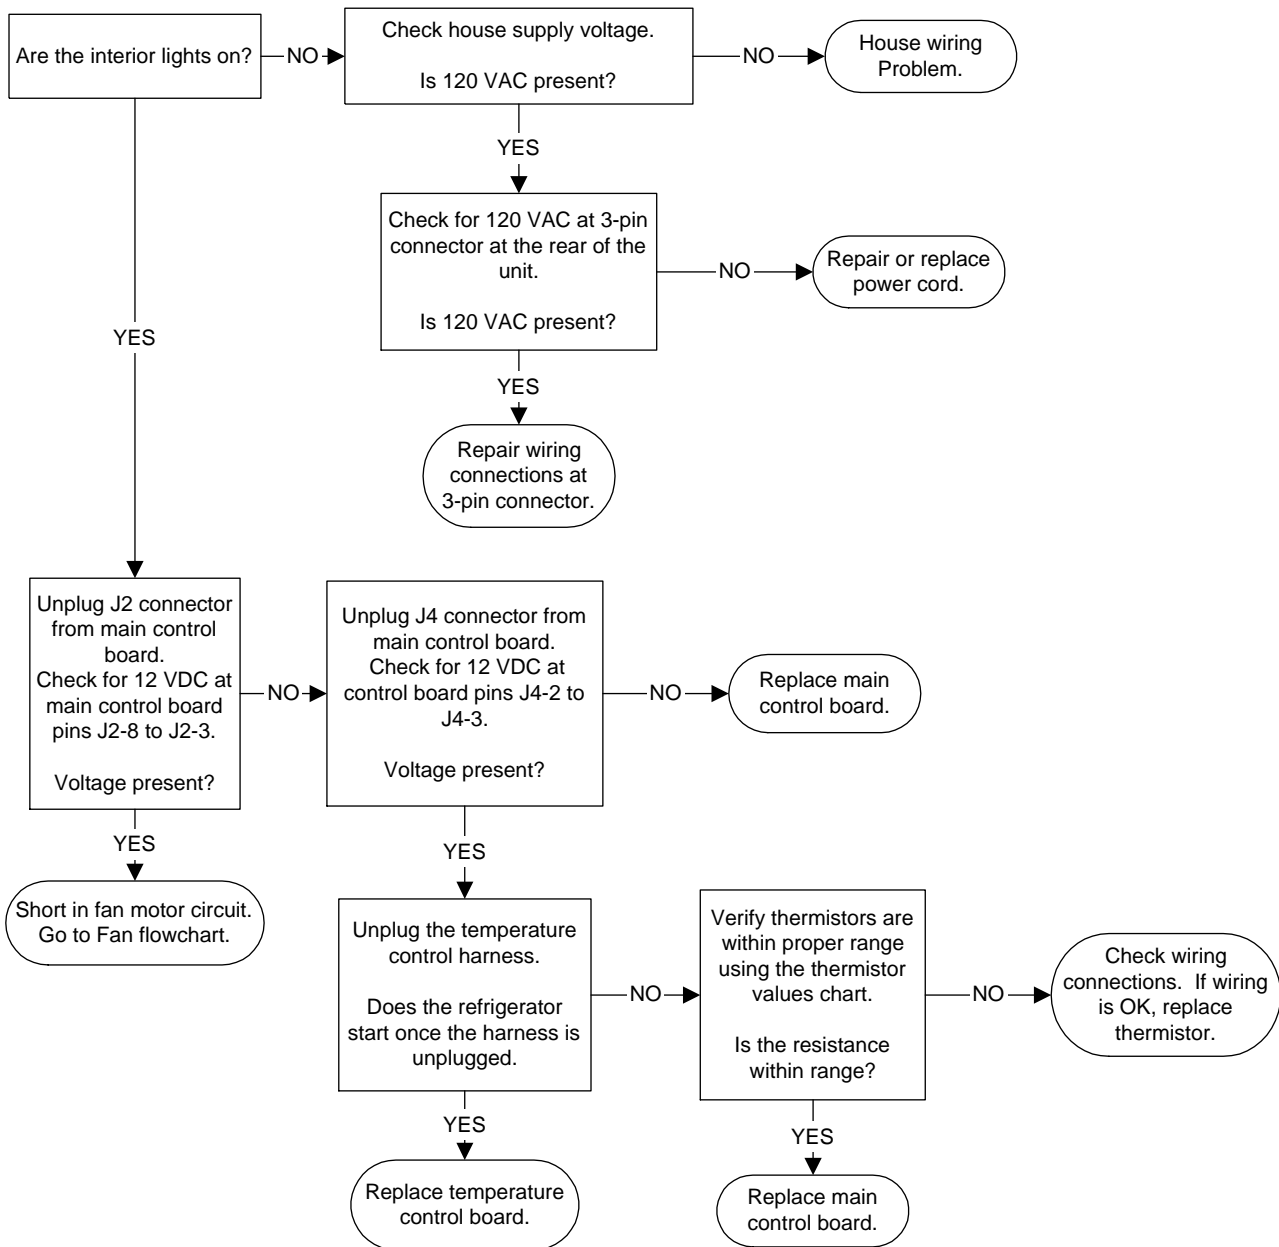 Are the interior lights on?
NO
Check house supply voltage.
Is 120 VAC present?
NO
House wiring
Problem.
YES
Check for 120 VAC at 3-pin
connector at the rear of the
unit.
Is 120 VAC present?
NO
Repair or replace
power cord.
YES
YES
Repair wiring
connections at
3-pin connector.
Unplug J2 connector
from main control
board.
Check for 12 VDC at
main control board
pins J2-8 to J2-3.
Voltage present?
NO
Unplug J4 connector from
main control board.
Check for 12 VDC at
control board pins J4-2 to
J4-3.
Voltage present?
NO
Replace main
control board.
YES
YES
Short in fan motor circuit.
Go to Fan flowchart.
Unplug the temperature
control harness.
Does the refrigerator
start once the harness is
unplugged.
NO
Verify thermistors are
within proper range
using the thermistor
values chart.
Is the resistance
within range?
NO
Check wiring
connections.  If wiring
is OK, replace
thermistor.
YES
YES
Replace temperature
control board.
Replace main
control board.